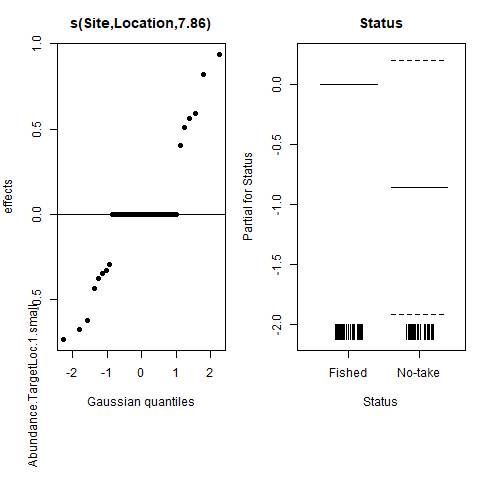 s(Site,Location,7.86)
effects
Abundance.TargetLoc.1.small
1.0
0.5
0.0
0.5
-2
-1
0
1
2
Gaussian quantiles
Status
Partial for Status
0.0
-0.5
-1.0
-1.5
-2.0
Fished
No-take
Status